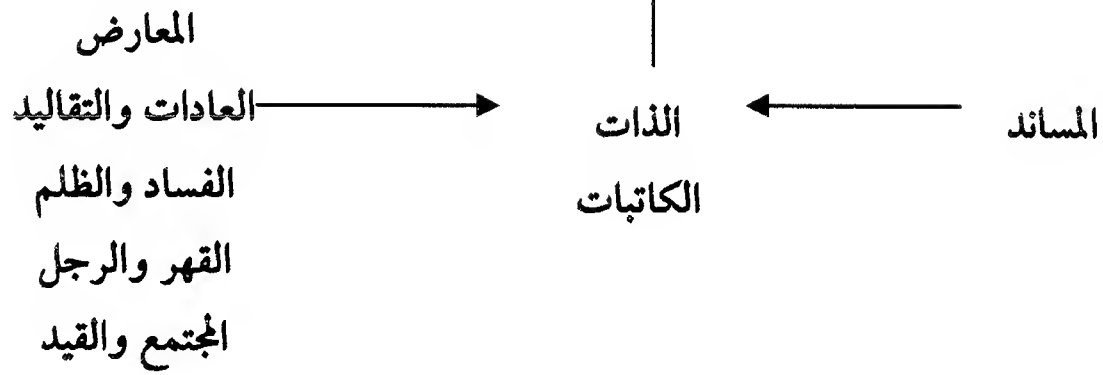 المساند
الذات
الكاتبات
المعارض
العادات والتقاليد
الفساد والظلم
القهر والرجل
المجتمع والقيد